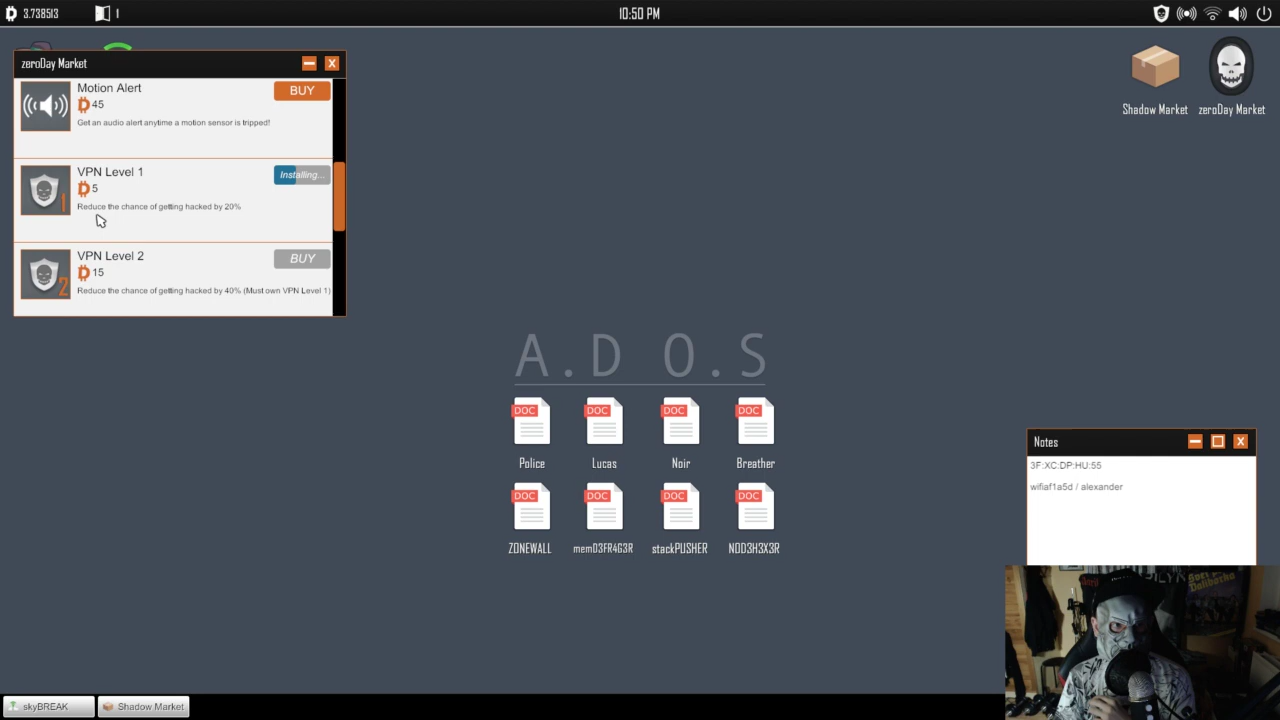 3.738513
1
10:50 PM
zeroDay Market
Motion Alert
45
Get an audio alert anytime a motion sensor is tripped!
BUY
VPN Level 1
5
Reduce the chance of getting hacked by 20%
Installing...
1
VPN Level 2
15
Reduce the chance of getting hacked by 40% (Must own VPN Level 1)
BUY
2
Shadow Market
zeroDay Market
A.D O.S
DOC
DOC
DOC
DOC
Police
Lucas
Noir
Breather
DOC
DOC
DOC
DOC
ZONEWALL
memD3FR4G3R
stackPUSHER
NODEH3X3R
Notes
3F:XC:DP:HU:55
wifiaf1a5d / alexander
skyBREAK
Shadow Market